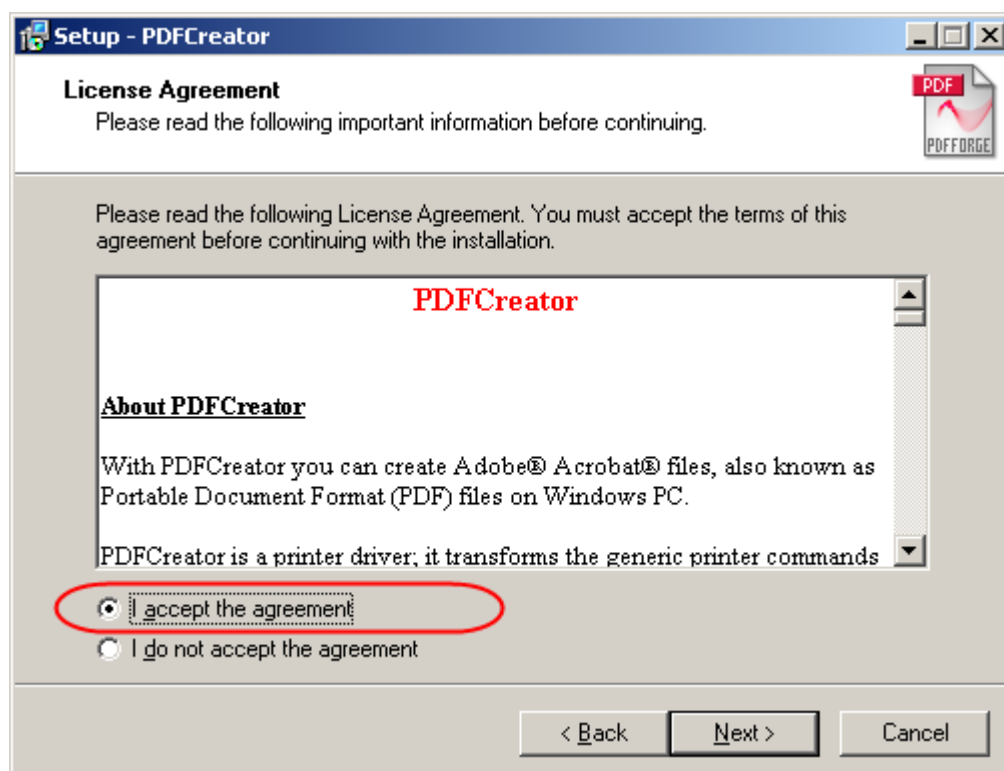 Setup - PDFCreator
License Agreement
Please read the following important information before continuing.
PDF
PDFFORGE
Please read the following License Agreement. You must accept the terms of this
agreement before continuing with the installation.
PDFCreator
About PDFCreator
With PDFCreator you can create Adobe® Acrobat® files, also known as
Portable Document Format (PDF) files on Windows PC.
PDFCreator is a printer driver; it transforms the generic printer commands
I accept the agreement
I do not accept the agreement
< Back
Next >
Cancel